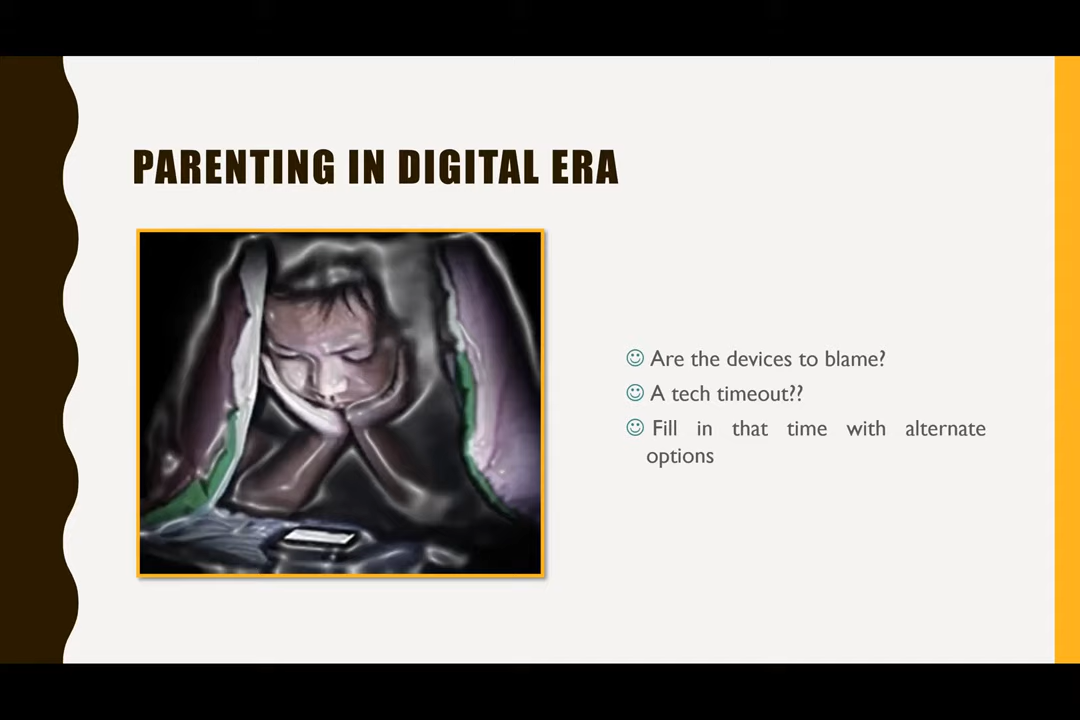 PARENTING IN DIGITAL ERA
Are the devices to blame?
A tech timeout??
Fill in that time with alternate
options